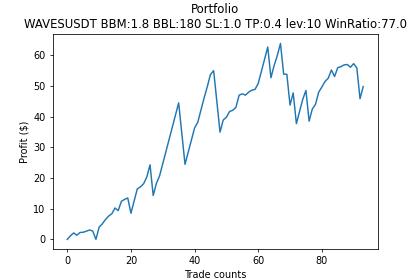 Portfolio
WAVESUSDT BBM:1.8 BBL:180 SL:1.0 TP:0.4 lev:10 WinRatio:77.0
Profit ($)
60
50
40
30
20
10
0
0 20 40 60 80
Trade counts